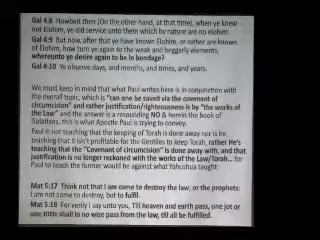 Gal 4:8  Howbeit then (On the other hand, at that time), when ye knew
not Elohim, ye did service unto them which by nature are no elohim.
Gal 4:9  But now, after that ye have known Elohim, or rather are known
of Elohim, how turn ye again to the weak and beggarly elements,
whereunto ye desire again to be in bondage?
Gal 4:10  Ye observe days, and months, and times, and years.
We must keep in mind that what Paul writes here is in conjunction with
the overall topic, which is "can one be saved via the covenant of
circumcision" and rather justification/righteousness is by "the works of
the Law" and the answer is a resounding NO & herein the book of
Galatians, this is what Apostle Paul is trying to convey.
Paul is not teaching that the keeping of Torah is done away nor is he
teaching that it isn't profitable for the Gentiles to keep Torah, rather He's
teaching that the "Covenant of circumcision" is done away with, and that
justification is no longer reckoned with the works of the Law/Torah... for
Paul to teach the former would be against what Yahushua taught:
Mat 5:17  Think not that I am come to destroy the law, or the prophets:
I am not come to destroy, but to fulfil.
Mat 5:18  For verily I say unto you, Till heaven and earth pass, one jot or
one tittle shall in no wise pass from the law, till all be fulfilled.